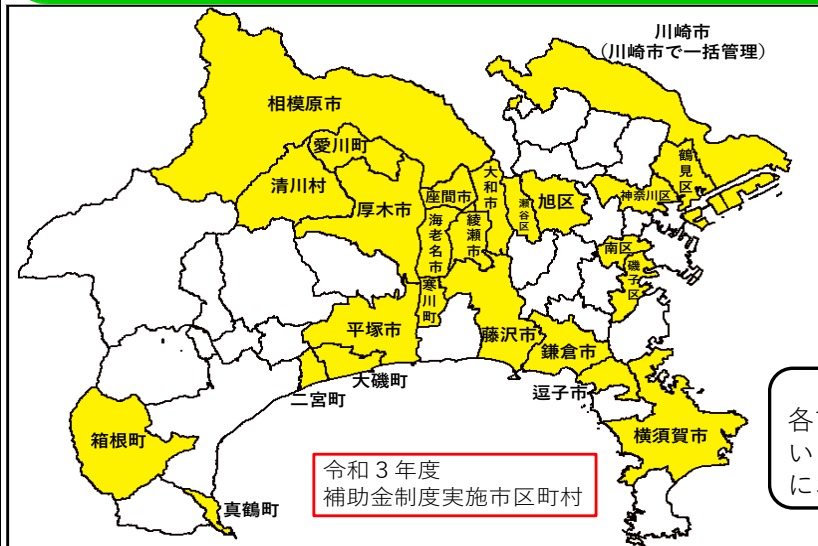 川崎市
(川崎市で一括管理)
相模原市
愛川町
清川村
厚木市
座間市
大和市
海老名市
綾瀬市
瀬谷区
旭区
神奈川区
鶴見区
南区
磯子区
寒川町
平塚市
藤沢市
鎌倉市
大磯町
二宮町
逗子市
箱根町
横須賀市
真鶴町
令和3年度
補助金制度実施市区町村
各
い
に